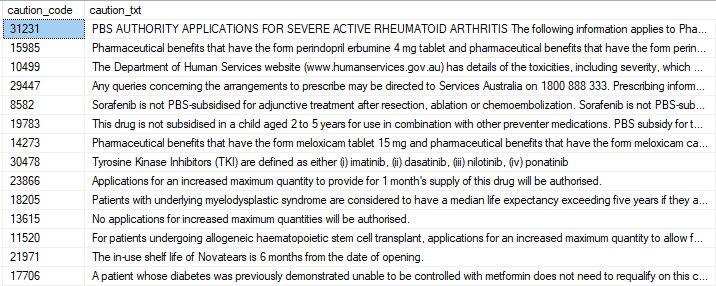 caution_code caution_txt
31231 PBS AUTHORITY APPLICATIONS FOR SEVERE ACTIVE RHEUMATOID ARTHRITIS The following information applies to Pha...
15985 Pharmaceutical benefits that have the form perindopril erbumine 4 mg tablet and pharmaceutical benefits that have the form perin...
10499 The Department of Human Services website (www.humanservices.gov.au) has details of the toxicities, including severity, which ...
29447 Any queries concerning the arrangements to prescribe may be directed to Services Australia on 1800 888 333. Prescribing inform...
8582 Sorafenib is not PBS-subsidised for adjunctive treatment after resection, ablation or chemoembolization. Sorafenib is not PBS-sub...
19783 This drug is not subsidised in a child aged 2 to 5 years for use in combination with other preventer medications. PBS subsidy for t...
14273 Pharmaceutical benefits that have the form meloxicam tablet 15 mg and pharmaceutical benefits that have the form meloxicam ca...
30478 Tyrosine Kinase Inhibitors (TKI) are defined as either (i) imatinib, (ii) dasatinib, (iii) nilotinib, (iv) ponatinib
23866 Applications for an increased maximum quantity to provide for 1 month's supply of this drug will be authorised.
18205 Patients with underlying myelodysplastic syndrome are considered to have a median life expectancy exceeding five years if they a...
13615 No applications for increased maximum quantities will be authorised.
11520 For patients undergoing allogeneic haematopoietic stem cell transplant, applications for an increased maximum quantity to allow f...
21971 The in-use shelf life of Novatears is 6 months from the date of opening.
17706 A patient whose diabetes was previously demonstrated unable to be controlled with metformin does not need to requalify on this c...